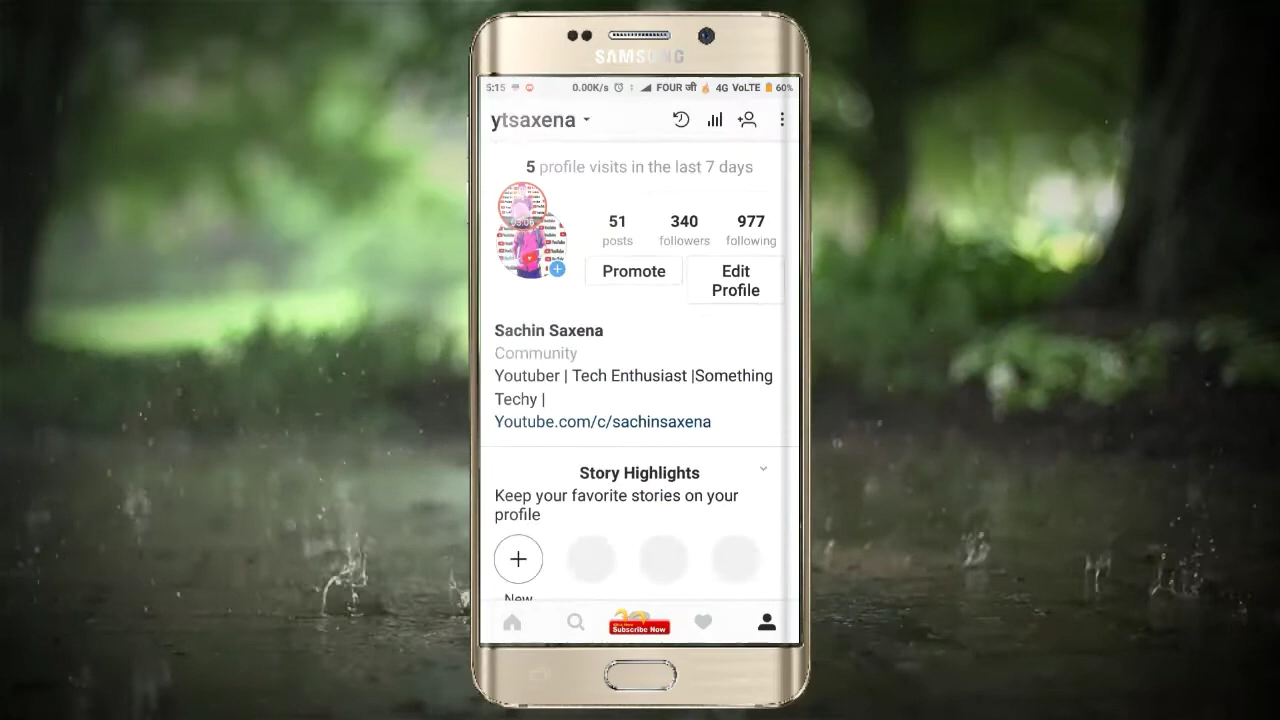 SAMSUNG
5:15 0.00K/s FOUR जी 4G VoLTE 60%
ytsaxena
5 profile visits in the last 7 days
51 340 977
posts followers following
Promote Edit
Profile
Sachin Saxena
Community
Youtuber | Tech Enthusiast |Something
Techy |
Youtube.com/c/sachinsaxena
Story Highlights
Keep your favorite stories on your
profile
New
Subscribe Now